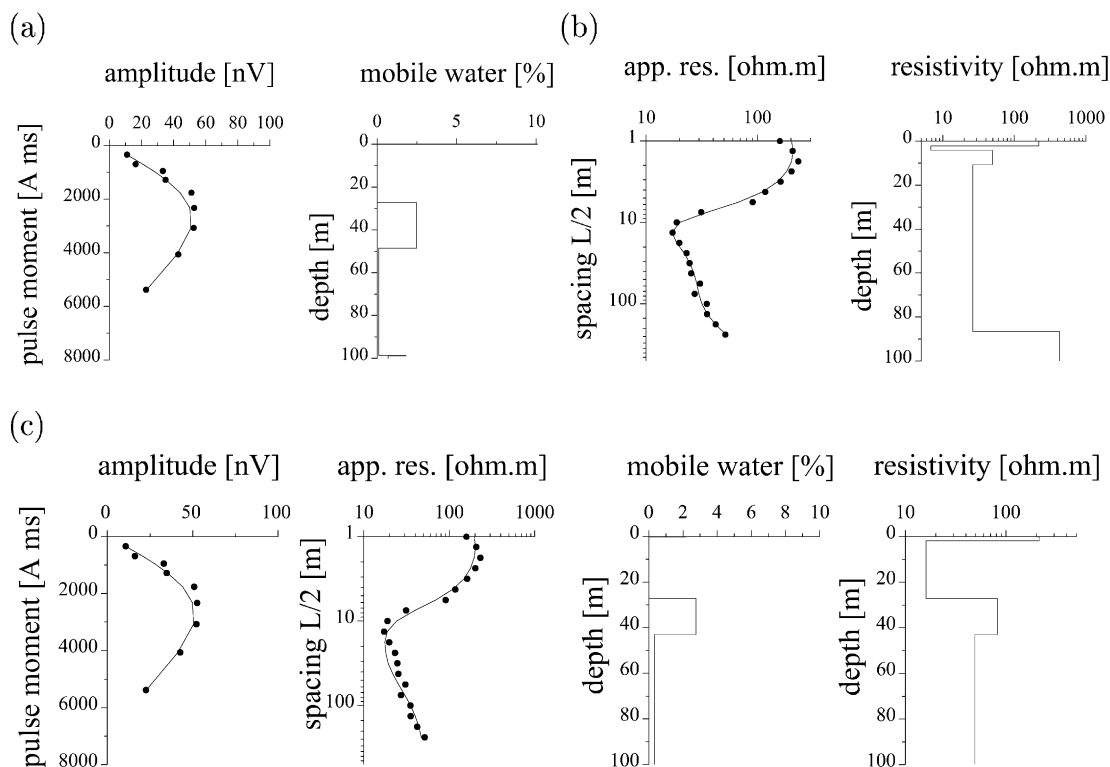 (a)
amplitude [nV]
0 20 40 60 80 100
pulse moment [A ms]
0
2000
4000
6000
8000
mobile water [%]
0 5 10
depth [m]
0
20
40
60
80
100
(b)
app. res. [ohm.m]
10 100
spacing L/2 [m]
1
10
100
resistivity [ohm.m]
10 100 1000
depth [m]
0
20
40
60
80
100
(c)
amplitude [nV]
0 50 100
pulse moment [A ms]
0
2000
4000
6000
8000
app. res. [ohm.m]
10 100 1000
spacing L/2 [m]
1
10
100
mobile water [%]
0 2 4 6 8 10
depth [m]
0
20
40
60
80
100
resistivity [ohm.m]
10 100
depth [m]
0
20
40
60
80
100